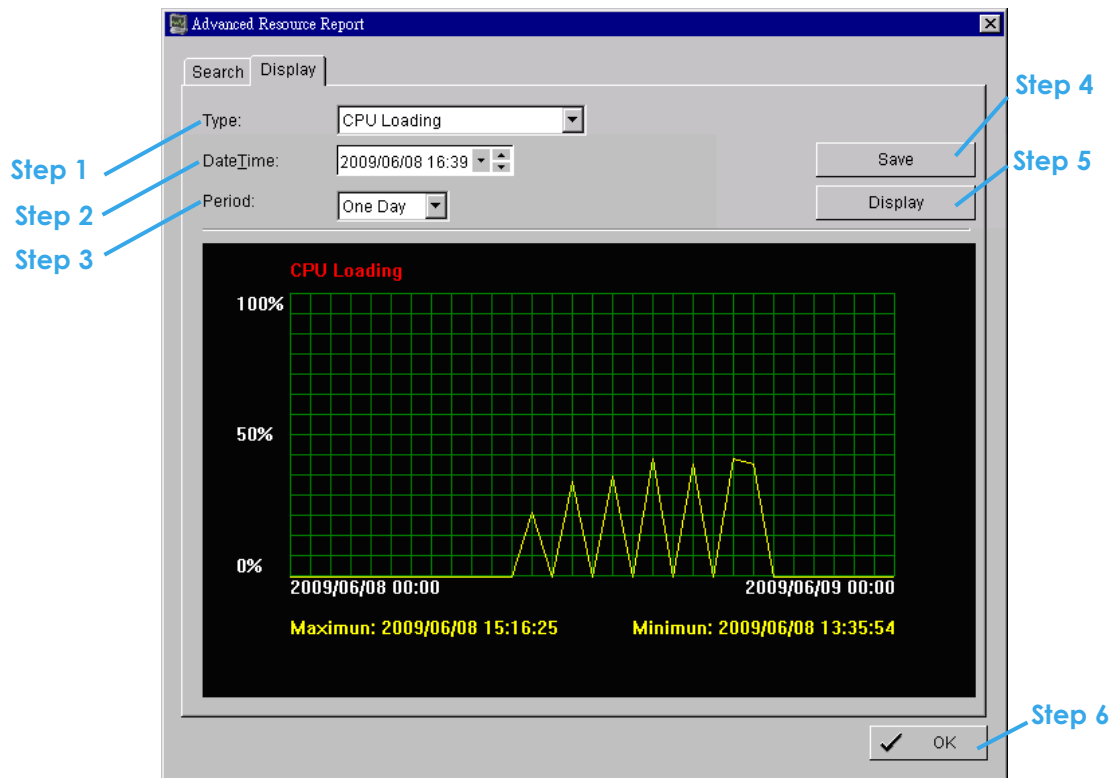 Advanced Resource Report
Search Display
Step 4
Type: CPU Loading
Step 1
DateTime: 2009/06/08 16:39
Save
Step 5
Step 2
Period: One Day
Display
Step 3
CPU Loading
100%
50%
0%
2009/06/08 00:00 2009/06/09 00:00
Maximun: 2009/06/08 15:16:25 Minimun: 2009/06/08 13:35:54
Step 6
OK